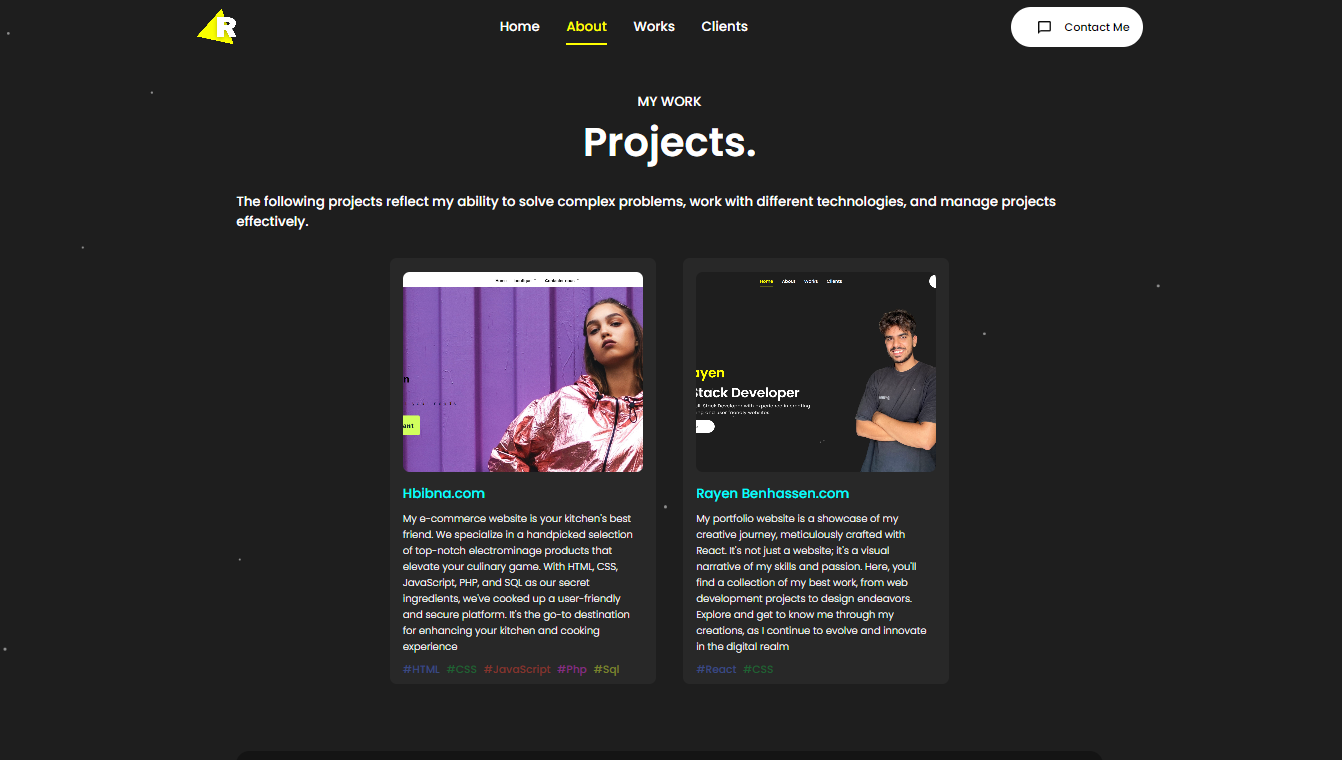 R
Home About Works Clients
Contact Me
MY WORK
Projects.
The following projects reflect my ability to solve complex problems, work with different technologies, and manage projects
effectively.
Home About Works Clients
ayen
Stack Developer
Hbibna.com
My e-commerce website is your kitchen's best
friend. We specialize in a handpicked selection
of top-notch electrominage products that
elevate your culinary game. With HTML, CSS,
JavaScript, PHP, and SQL as our secret
ingredients, we've cooked up a user-friendly
and secure platform. It's the go-to destination
for enhancing your kitchen and cooking
experience
#HTML #CSS #JavaScript #Php #Sql
Rayen Benhassen.com
My portfolio website is a showcase of my
creative journey, meticulously crafted with
React. It's not just a website; it's a visual
narrative of my skills and passion. Here, you'll
find a collection of my best work, from web
development projects to design endeavors.
Explore and get to know me through my
creations, as I continue to evolve and innovate
in the digital realm
#React #CSS